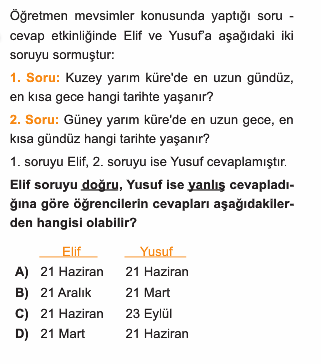 Öğretmen mevsimler konusunda yaptığı soru -
cevap etkinliğinde Elif ve Yusuf'a aşağıdaki iki
soruyu sormuştur:
1. Soru: Kuzey yarım küre'de en uzun gündüz,
en kısa gece hangi tarihte yaşanır?
2. Soru: Güney yarım küre'de en uzun gece, en
kısa gündüz hangi tarihte yaşanır?
1. soruyu Elif, 2. soruyu ise Yusuf cevaplamıştır.
Elif soruyu doğru, Yusuf ise yanlış cevapladı-
ğına göre öğrencilerin cevapları aşağıdakiler-
den hangisi olabilir?
Elif Yusuf
A) 21 Haziran 21 Haziran
B) 21 Aralık 21 Mart
C) 21 Haziran 23 Eylül
D) 21 Mart 21 Haziran